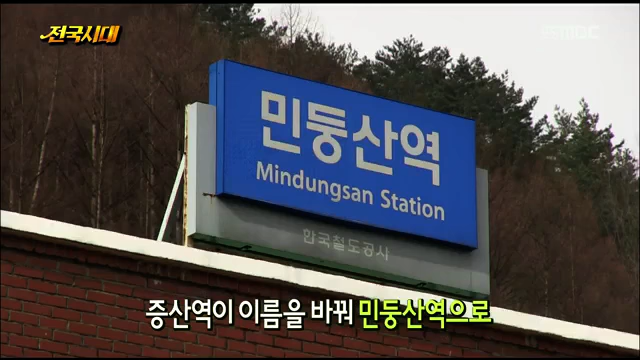 전국시대
MBC
민둥산역
Mindungsan Station
한국철도공사
증산역이 이름을 바꿔 민둥산역으로